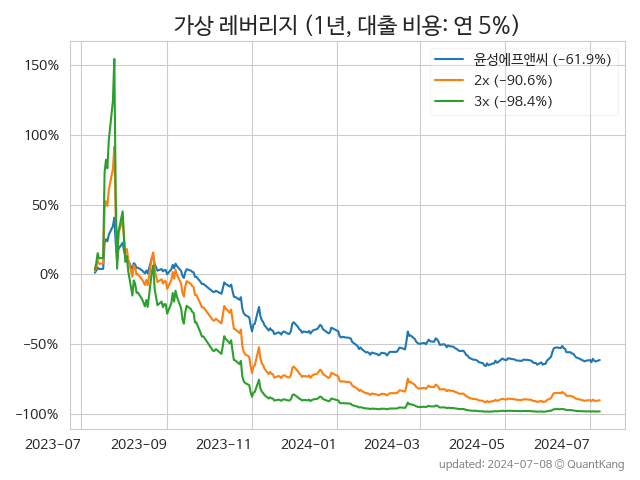 가상 레버리지 (1년, 대출 비용: 연 5%)
윤성에프앤씨 (−61.9%)
2x (−90.6%)
3x (−98.4%)
150%
100%
50%
0%
−50%
−100%
2023-07 2023-09 2023-11 2024-01 2024-03 2024-05 2024-07
updated: 2024-07-08 © QuantKang